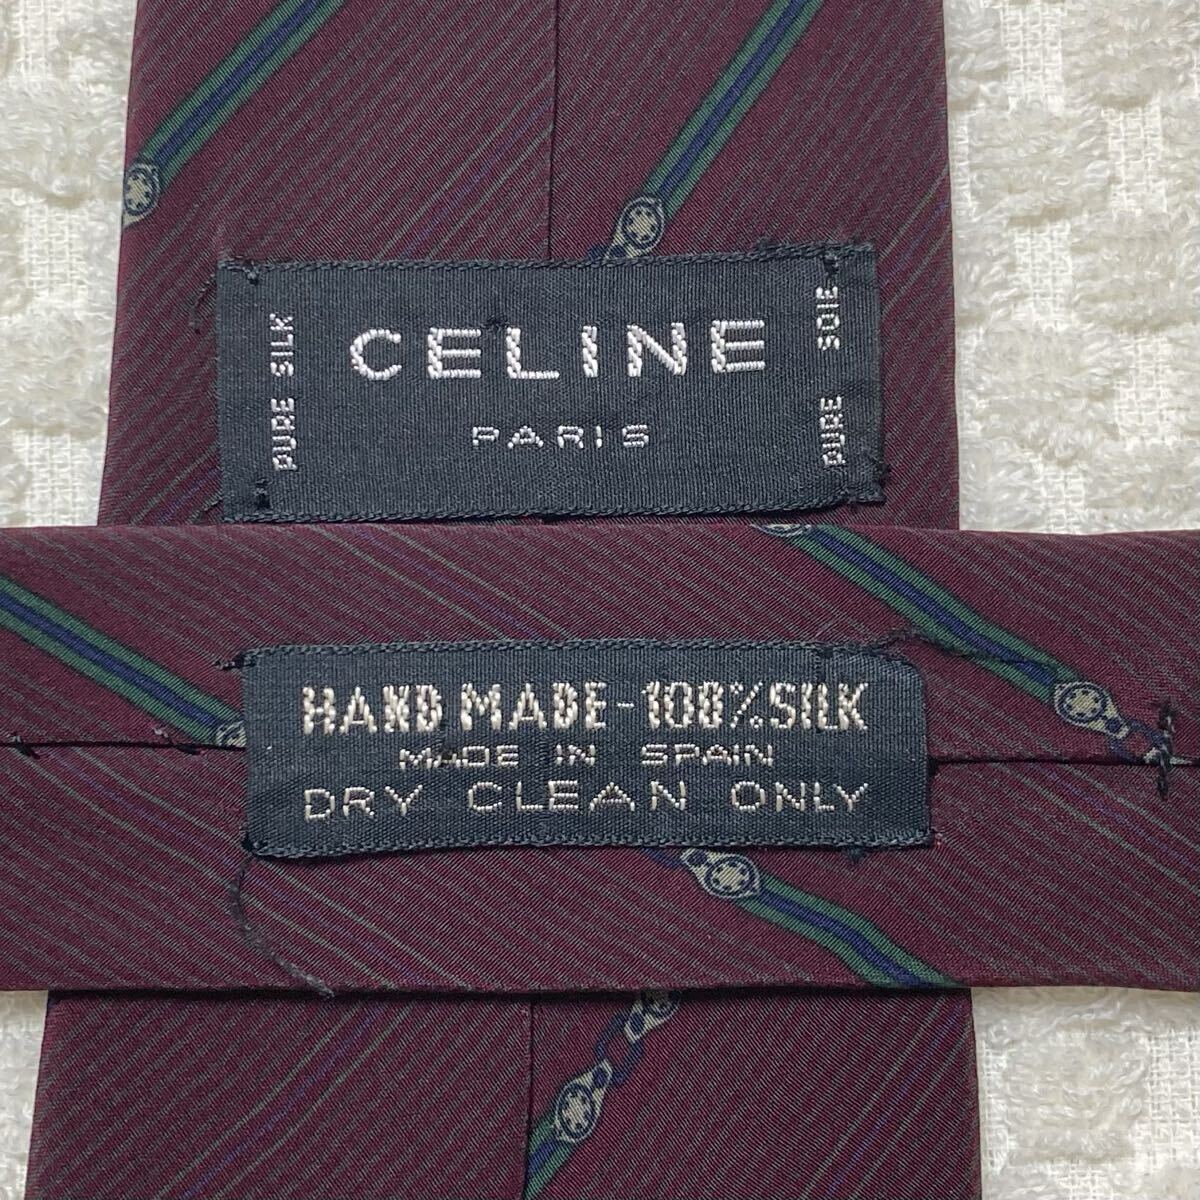 PURE SILK
CELINE
PARIS
PURE SOIE
HAND MADE-100%SILK
MADE IN SPAIN
DRY CLEAN ONLY